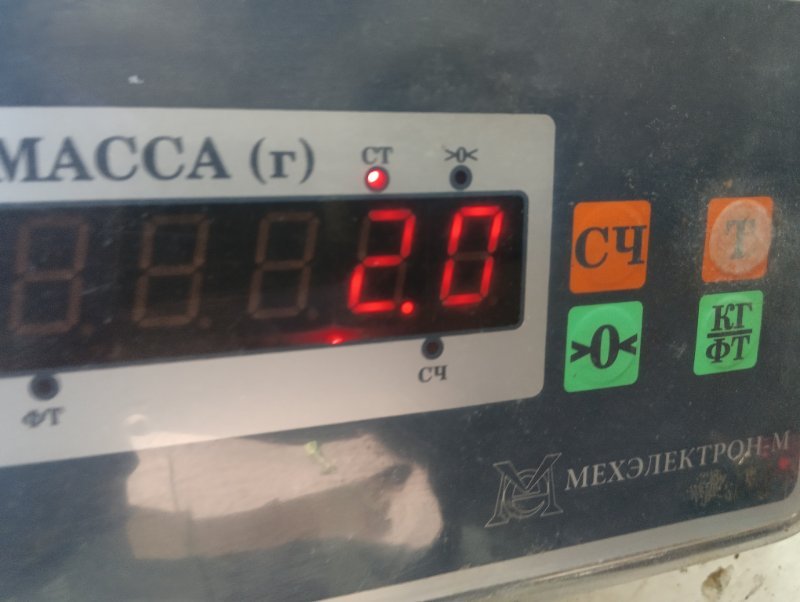 МАССА (г)
СТ
>0<
2.0
ФТ
СЧ
СЧ
Т
>0<
КГ
ФТ
МЕХЭЛЕКТРОН-М